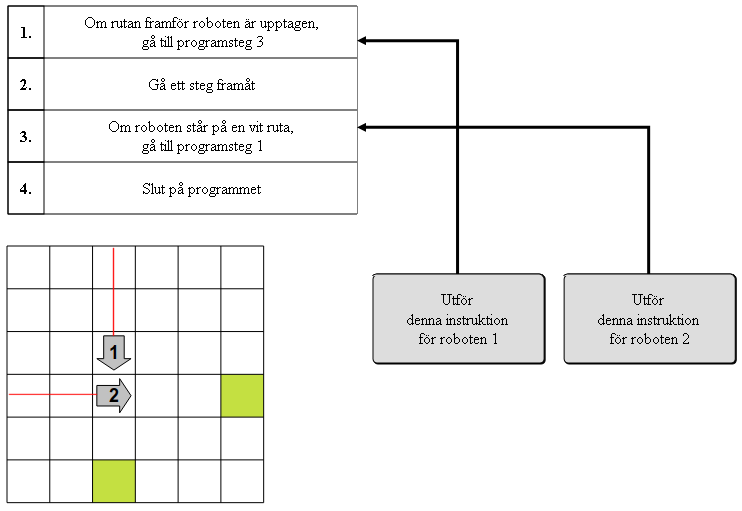 1.
Om rutan framför roboten är upptagen,
gå till programsteg 3
2.
Gå ett steg framåt
3.
Om roboten står på en vit ruta,
gå till programsteg 1
4.
Slut på programmet
Utför
denna instruktion
för roboten 1
Utför
denna instruktion
för roboten 2
1
2